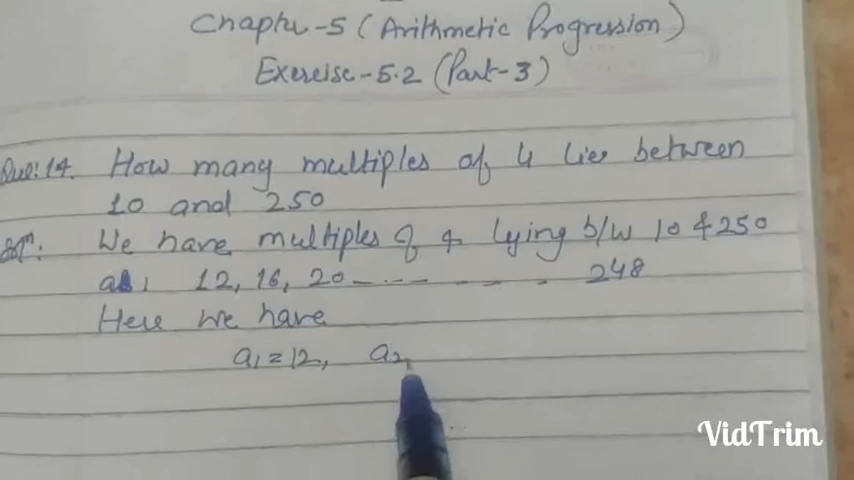 Chapter-5 (Arithmetic Progression)
Exercise-5.2 (Part-3)
Que: 14. How many multiples of 4 lies between
10 and 250
Solⁿ: We have multiples of 4 lying b/w 10 & 250
as, 12, 16, 20 - - - - - - 248
Here we have
a₁ = 12, a₂
VidTrim